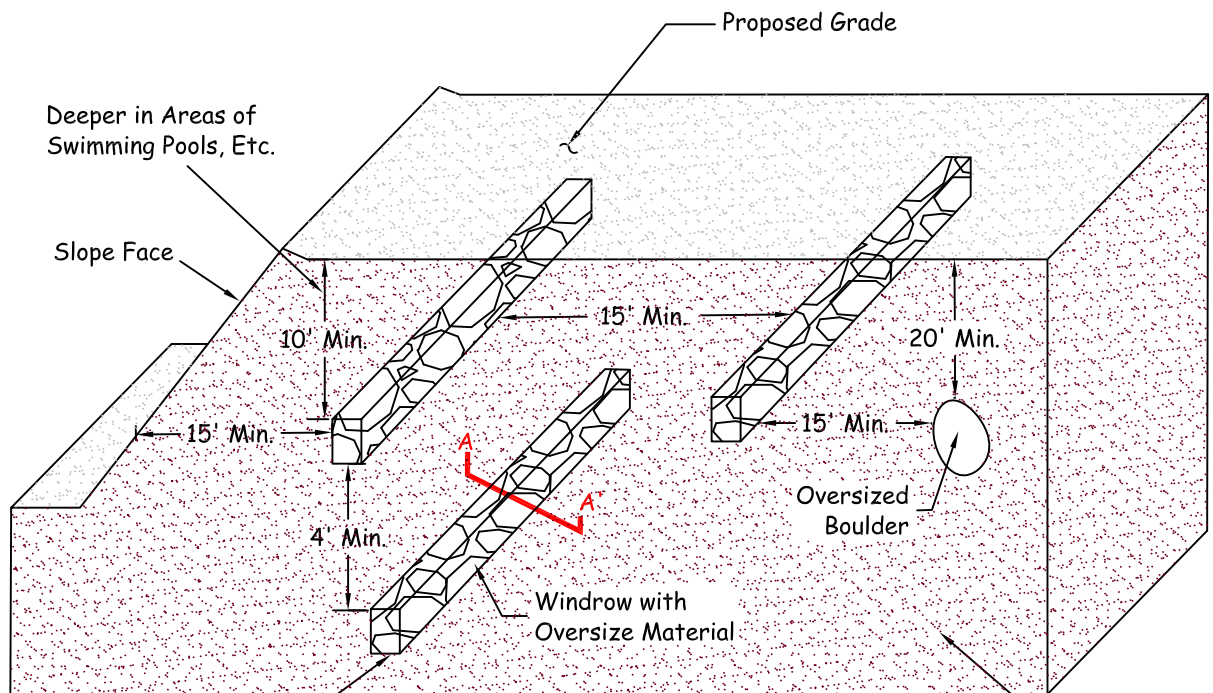 Proposed Grade
Deeper in Areas of
Swimming Pools, Etc.
Slope Face
15' Min.
10' Min.
20' Min.
15' Min.
15' Min.
A
A'
4' Min.
Oversized
Boulder
Windrow with
Oversize Material